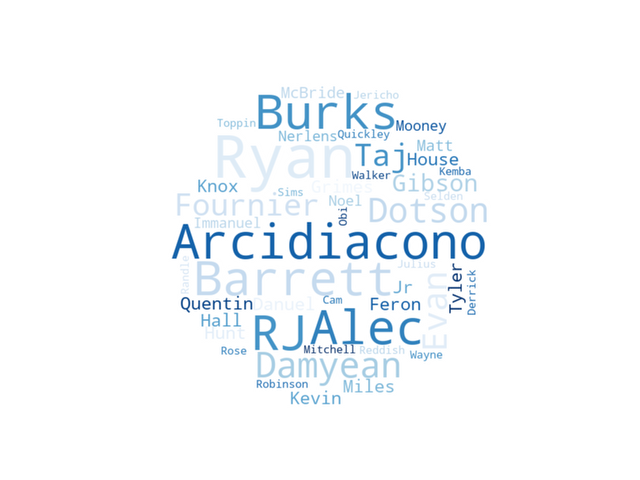 McBride Jericho
Burks
Toppin Mooney
Nerlens Quickley
Ryan Taj Matt
House
Walker Kemba
Knox Sims Grimes Gibson
Fournier Noel Selden
Obi Dotson
Immanuel
Arcidiacono
Randle Barrett Julius
Jr Evan Tyler Derrick
Quentin Danuel Cam Feron
Hall RJ Alec
Hunt
Rose Mitchell Reddish Wayne
Damyean
Robinson Miles
Kevin